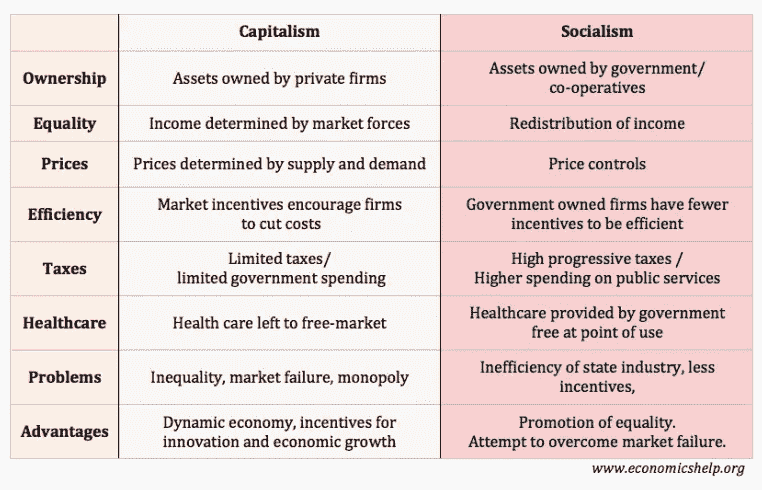 Capitalism
Socialism
Ownership
Assets owned by private firms
Assets owned by government/
co-operatives
Equality
Income determined by market forces
Redistribution of income
Prices
Prices determined by supply and demand
Price controls
Efficiency
Market incentives encourage firms
to cut costs
Government owned firms have fewer
incentives to be efficient
Taxes
Limited taxes/
limited government spending
High progressive taxes /
Higher spending on public services
Healthcare
Health care left to free-market
Healthcare provided by government
free at point of use
Problems
Inequality, market failure, monopoly
Inefficiency of state industry, less
incentives,
Advantages
Dynamic economy, incentives for
innovation and economic growth
Promotion of equality.
Attempt to overcome market failure.
www.economicshelp.org